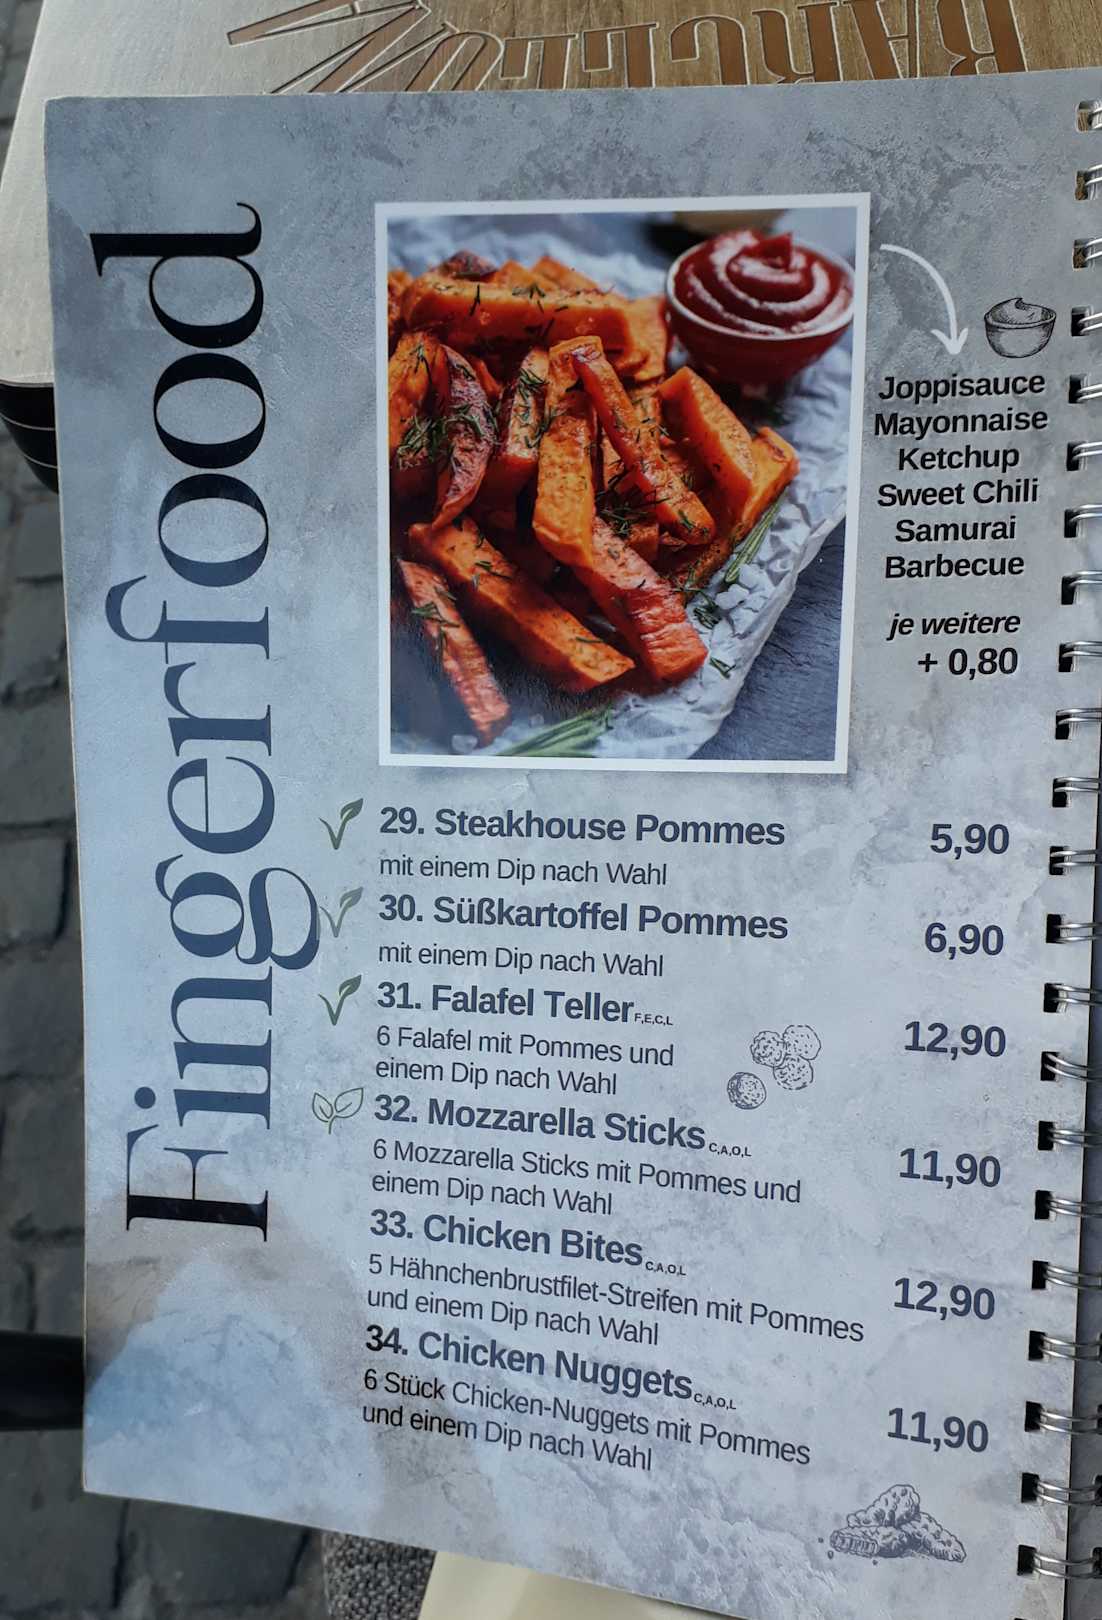 BARCELON
Fingerfood
Joppisauce
Mayonnaise
Ketchup
Sweet Chili
Samurai
Barbecue
je weitere
+ 0,80
29. Steakhouse Pommes 5,90
mit einem Dip nach Wahl
30. Süßkartoffel Pommes 6,90
mit einem Dip nach Wahl
31. Falafel Teller F,E,C,L 12,90
6 Falafel mit Pommes und
einem Dip nach Wahl
32. Mozzarella Sticks C,A,O,L 11,90
6 Mozzarella Sticks mit Pommes und
einem Dip nach Wahl
33. Chicken Bites C,A,O,L 12,90
5 Hähnchenbrustfilet-Streifen mit Pommes
und einem Dip nach Wahl
34. Chicken Nuggets C,A,O,L 11,90
6 Stück Chicken-Nuggets mit Pommes
und einem Dip nach Wahl